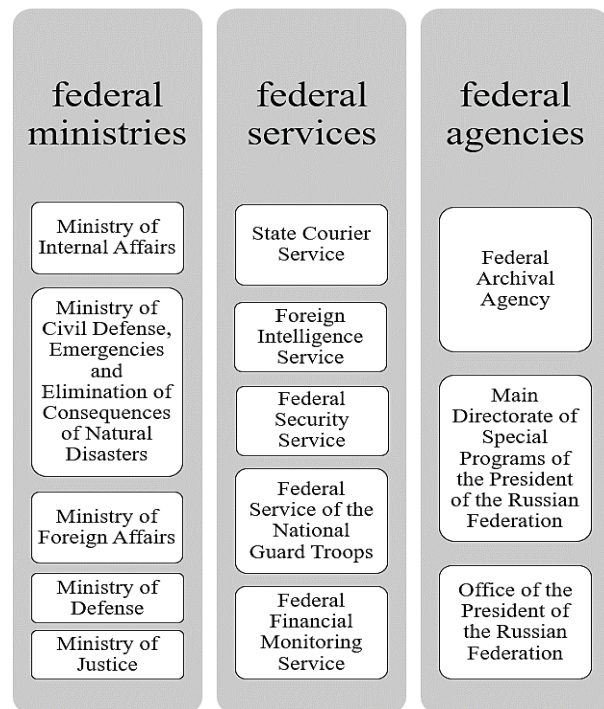 federal
ministries
Ministry of
Internal Affairs
Ministry of
Civil Defense,
Emergencies
and
Elimination of
Consequences
of Natural
Disasters
Ministry of
Foreign Affairs
Ministry of
Defense
Ministry of
Justice
federal
services
State Courier
Service
Foreign
Intelligence
Service
Federal
Security
Service
Federal
Service of the
National
Guard Troops
Federal
Financial
Monitoring
Service
federal
agencies
Federal
Archival
Agency
Main
Directorate of
Special
Programs of
the President
of the Russian
Federation
Office of the
President of
the Russian
Federation